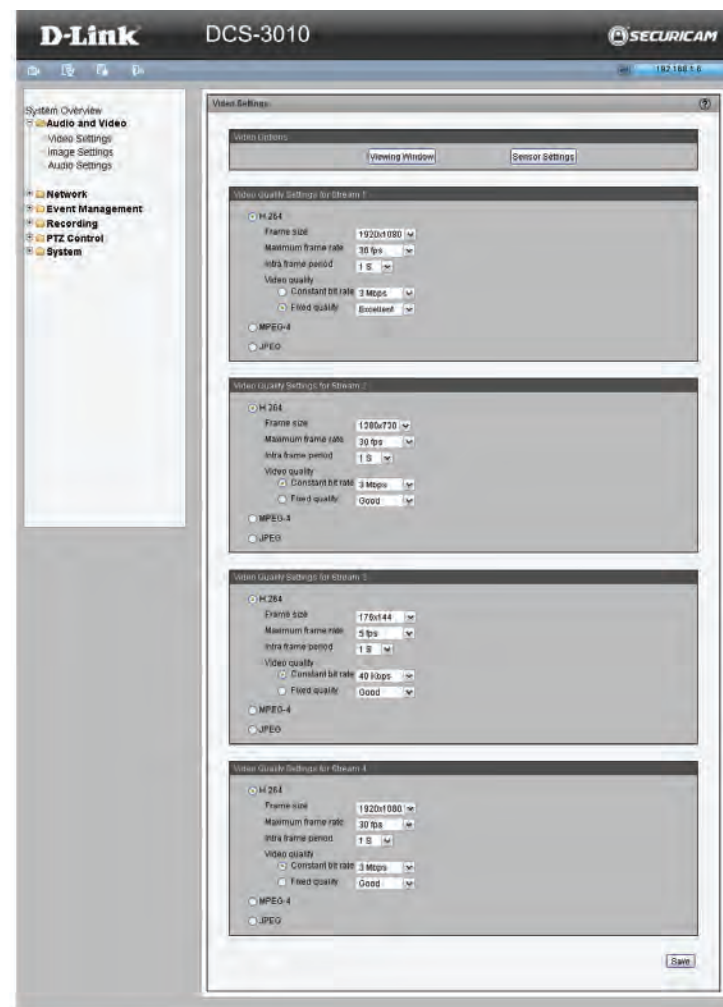 D-Link
DCS-3010
SECURICAM
192.168.1.6
System Overview
Audio and Video
Video Settings
Image Settings
Audio Settings
Network
Event Management
Recording
PTZ Control
System
Video Settings
Video Options
Viewing Window
Sensor Settings
Video Quality Settings for Stream 1
H.264
Frame size 1920x1080
Maximum frame rate 30 fps
Intra frame period 1 S
Video quality
Constant bit rate 3 Mbps
Fixed quality Excellent
MPEG-4
JPEG
Video Quality Settings for Stream 2
H.264
Frame size 1280x720
Maximum frame rate 30 fps
Intra frame period 1 S
Video quality
Constant bit rate 3 Mbps
Fixed quality Good
MPEG-4
JPEG
Video Quality Settings for Stream 3
H.264
Frame size 176x144
Maximum frame rate 5 fps
Intra frame period 1 S
Video quality
Constant bit rate 40 Kbps
Fixed quality Good
MPEG-4
JPEG
Video Quality Settings for Stream 4
H.264
Frame size 1920x1080
Maximum frame rate 30 fps
Intra frame period 1 S
Video quality
Constant bit rate 3 Mbps
Fixed quality Good
MPEG-4
JPEG
Save